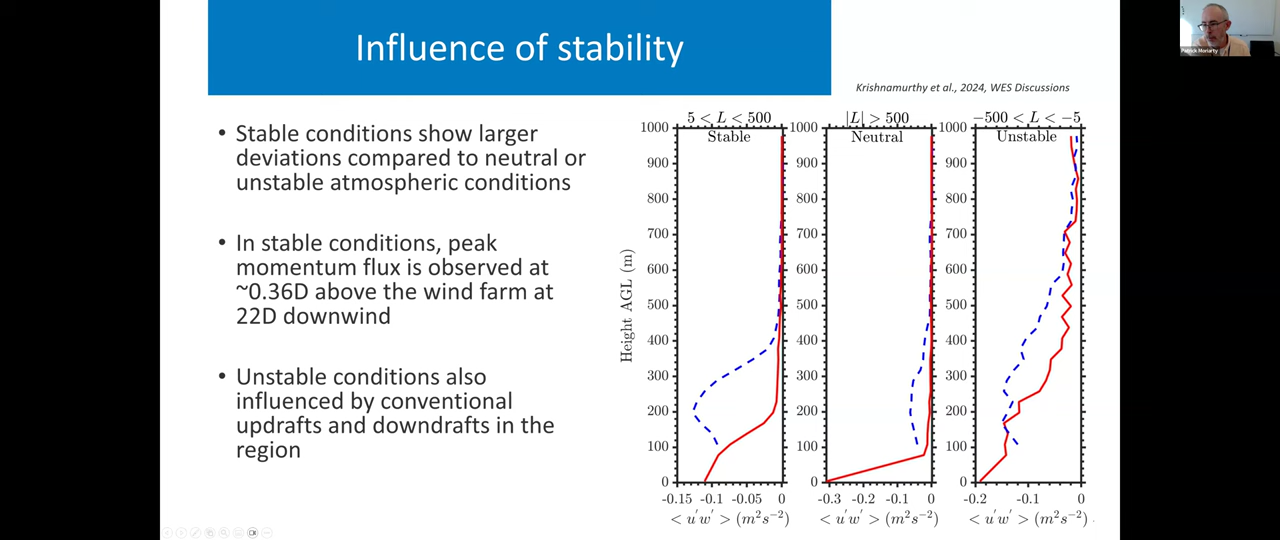 Influence of stability
Patrick Moriarty
Krishnamurthy et al., 2024, WES Discussions
• Stable conditions show larger
deviations compared to neutral or
unstable atmospheric conditions
• In stable conditions, peak
momentum flux is observed at
~0.36D above the wind farm at
22D downwind
• Unstable conditions also
influenced by conventional
updrafts and downdrafts in the
region
5 < L < 500
Stable
Height AGL (m)
1000
900
800
700
600
500
400
300
200
100
0
-0.15 -0.1 -0.05 0
< u'w' > (m²s⁻²)
|L| > 500
Neutral
1000
900
800
700
600
500
400
300
200
100
0
-0.3 -0.2 -0.1 0
< u'w' > (m²s⁻²)
-500 < L < -5
Unstable
1000
900
800
700
600
500
400
300
200
100
0
-0.2 -0.1 0
< u'w' > (m²s⁻²)